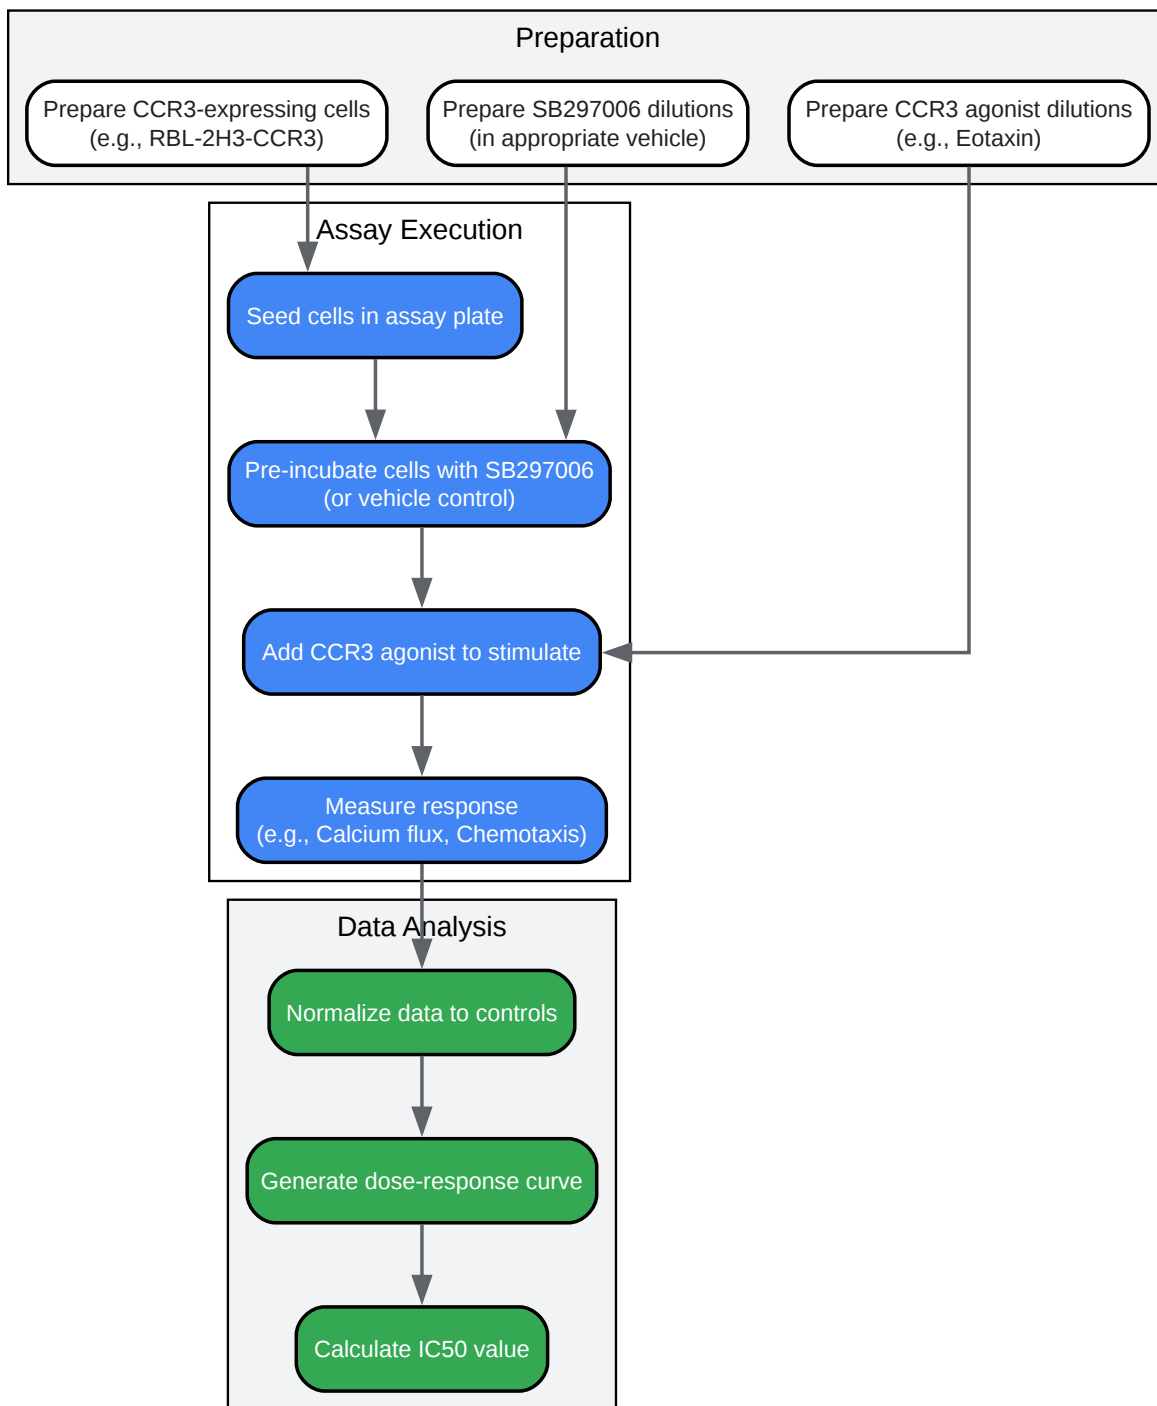 Preparation
Prepare CCR3-expressing cells
(e.g., RBL-2H3-CCR3)
Prepare SB297006 dilutions
(in appropriate vehicle)
Prepare CCR3 agonist dilutions
(e.g., Eotaxin)
Assay Execution
Seed cells in assay plate
Pre-incubate cells with SB297006
(or vehicle control)
Add CCR3 agonist to stimulate
Measure response
(e.g., Calcium flux, Chemotaxis)
Data Analysis
Normalize data to controls
Generate dose-response curve
Calculate IC50 value